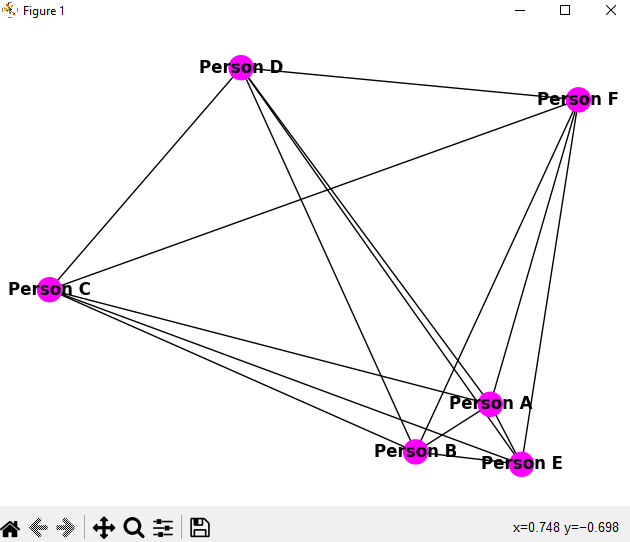 Figure 1
Person D
Person F
Person C
Person A
Person B
Person E
x=0.748 y=−0.698